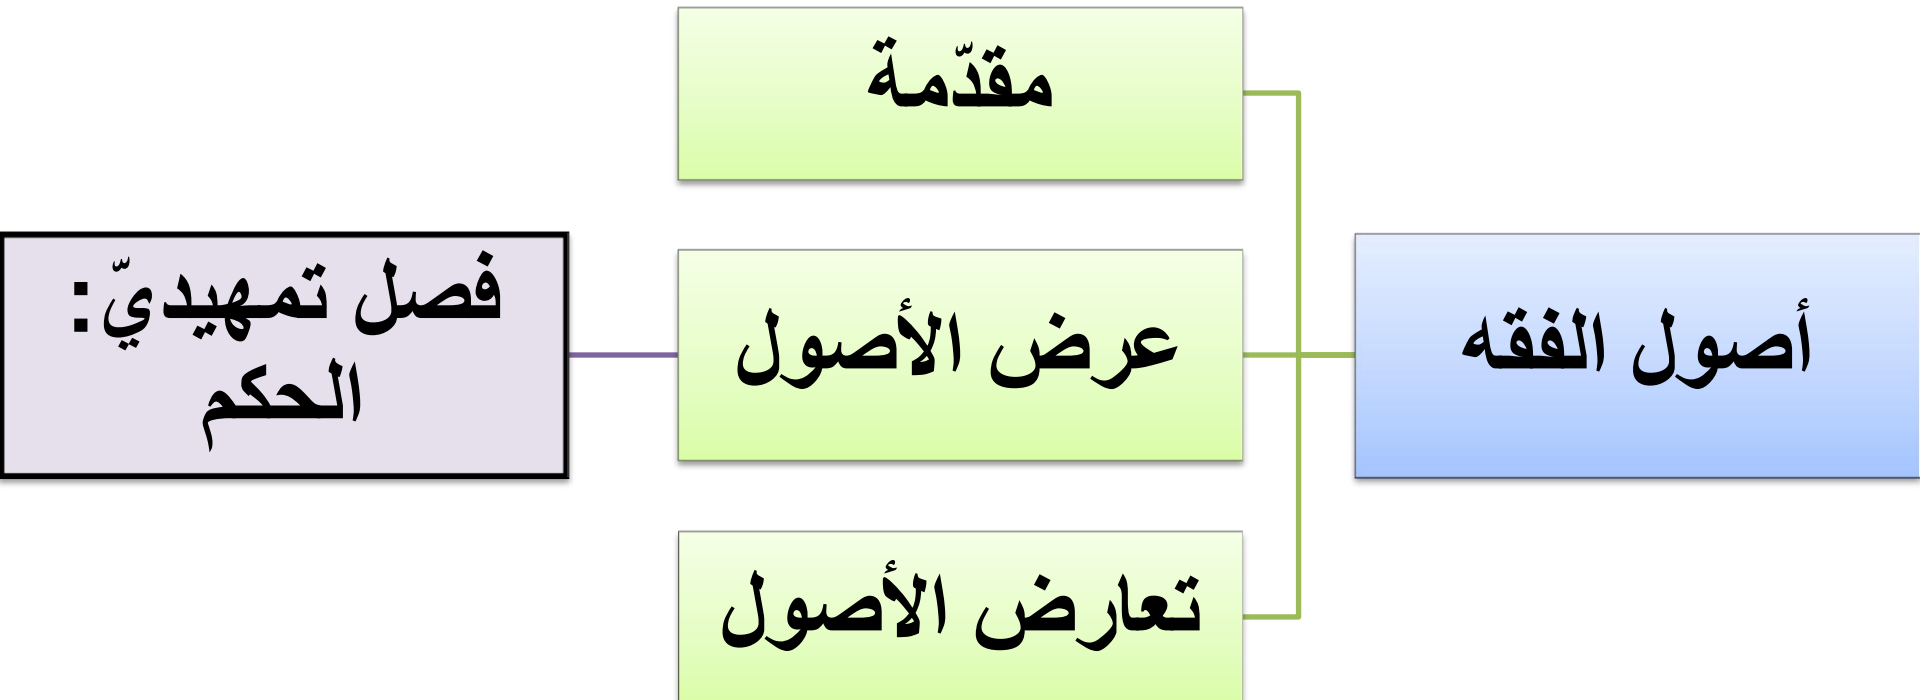 أصول الفقه
مقدّمة
عرض الأصول
تعارض الأصول
فصل تمهيديّ:
الحكم